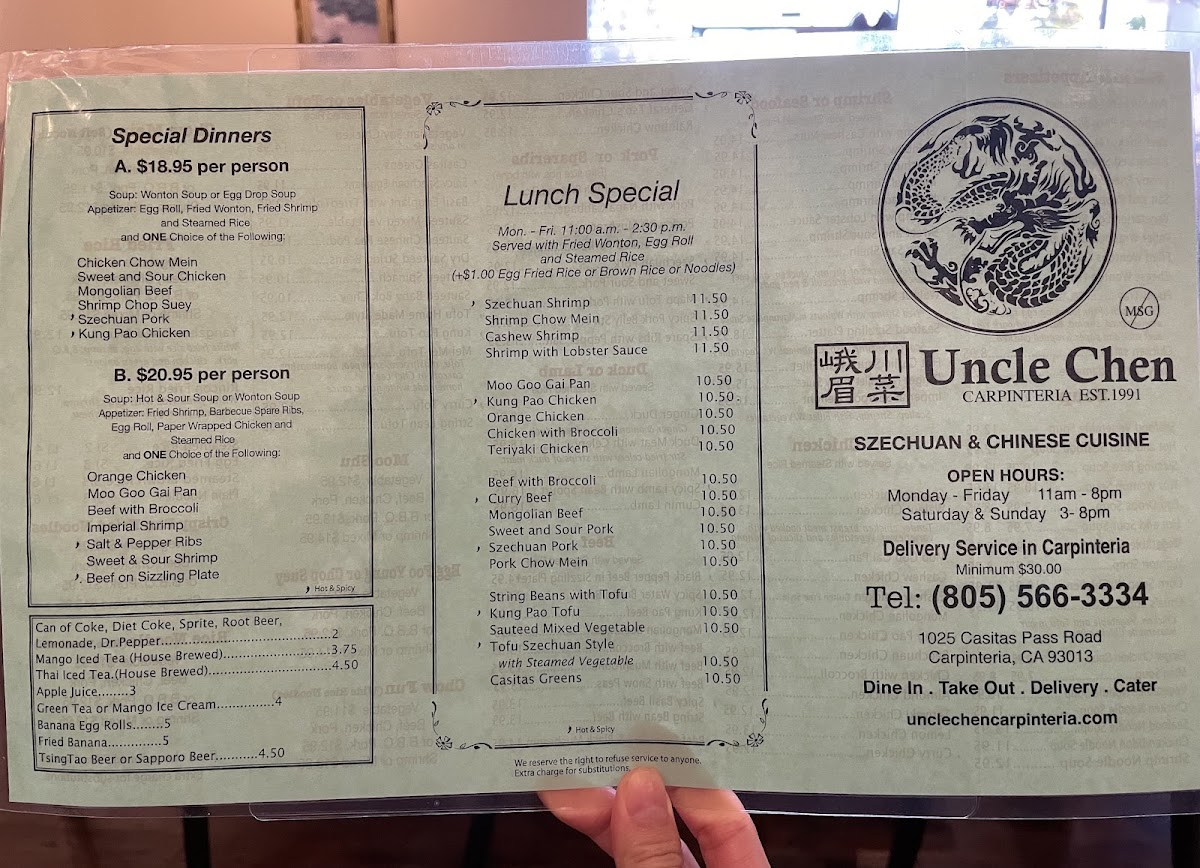 Special Dinners
A. $18.95 per person
Soup: Wonton Soup or Egg Drop Soup
Appetizer: Egg Roll, Fried Wonton, Fried Shrimp
and Steamed Rice
and ONE Choice of the Following:
Chicken Chow Mein
Sweet and Sour Chicken
Mongolian Beef
Shrimp Chop Suey
Szechuan Pork
Kung Pao Chicken
B. $20.95 per person
Soup: Hot & Sour Soup or Wonton Soup
Appetizer: Fried Shrimp, Barbecue Spare Ribs,
Egg Roll, Paper Wrapped Chicken and
Steamed Rice
and ONE Choice of the Following:
Orange Chicken
Moo Goo Gai Pan
Beef with Broccoli
Imperial Shrimp
Salt & Pepper Ribs
Sweet & Sour Shrimp
Beef on Sizzling Plate
Hot & Spicy
Can of Coke, Diet Coke, Sprite, Root Beer,
Lemonade, Dr.Pepper..................................2
Mango Iced Tea (House Brewed)......................3.75
Thai Iced Tea.(House Brewed).........................4.50
Apple Juice........3
Green Tea or Mango Ice Cream...............4
Banana Egg Rolls........5
Fried Banana.............5
TsingTao Beer or Sapporo Beer...........4.50
Lunch Special
Mon. - Fri. 11:00 a.m. - 2:30 p.m.
Served with Fried Wonton, Egg Roll
and Steamed Rice
(+$1.00 Egg Fried Rice or Brown Rice or Noodles)
Szechuan Shrimp 11.50
Shrimp Chow Mein 11.50
Cashew Shrimp 11.50
Shrimp with Lobster Sauce 11.50
Moo Goo Gai Pan 10.50
Kung Pao Chicken 10.50
Orange Chicken 10.50
Chicken with Broccoli 10.50
Teriyaki Chicken 10.50
Beef with Broccoli 10.50
Curry Beef 10.50
Mongolian Beef 10.50
Sweet and Sour Pork 10.50
Szechuan Pork 10.50
Pork Chow Mein 10.50
String Beans with Tofu 10.50
Kung Pao Tofu 10.50
Sauteed Mixed Vegetable 10.50
Tofu Szechuan Style
with Steamed Vegetable 10.50
Casitas Greens 10.50
Hot & Spicy
We reserve the right to refuse service to anyone.
Extra charge for substitutions.
MSG
峨眉川菜
Uncle Chen
CARPINTERIA EST.1991
SZECHUAN & CHINESE CUISINE
OPEN HOURS:
Monday - Friday 11am - 8pm
Saturday & Sunday 3- 8pm
Delivery Service in Carpinteria
Minimum $30.00
Tel: (805) 566-3334
1025 Casitas Pass Road
Carpinteria, CA 93013
Dine In . Take Out . Delivery . Cater
unclechencarpinteria.com